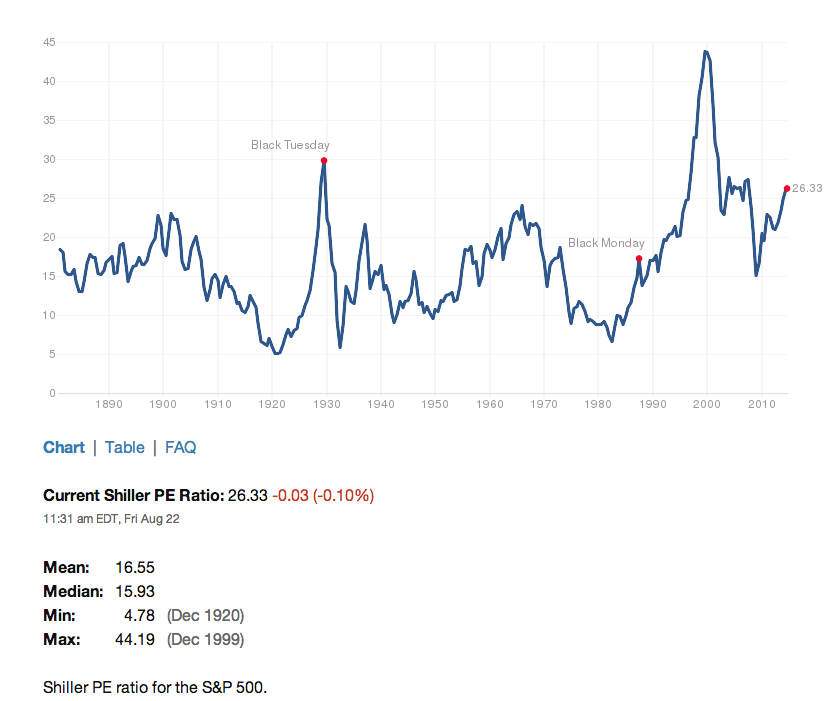 45
40
35
30
25
20
15
10
5
0
Black Tuesday
Black Monday
26.33
1890 1900 1910 1920 1930 1940 1950 1960 1970 1980 1990 2000 2010
Chart | Table | FAQ
Current Shiller PE Ratio: 26.33 -0.03 (-0.10%)
11:31 am EDT, Fri Aug 22
Mean: 16.55
Median: 15.93
Min: 4.78 (Dec 1920)
Max: 44.19 (Dec 1999)
Shiller PE ratio for the S&P 500.